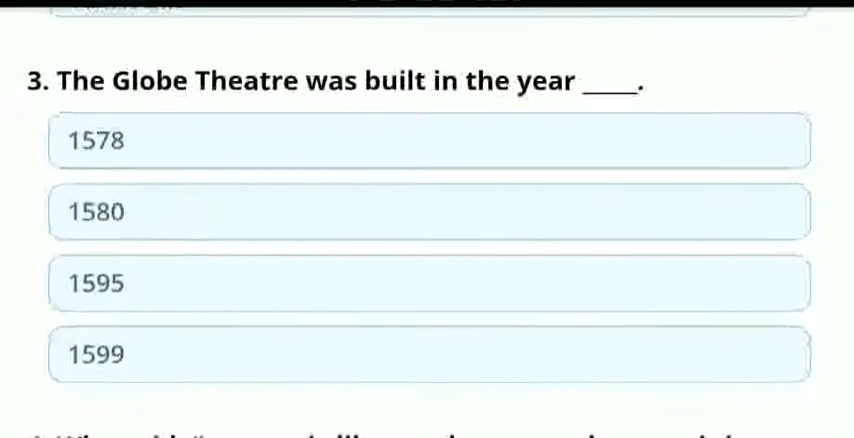 3. The Globe Theatre was built in the year ____.
1578
1580
1595
1599